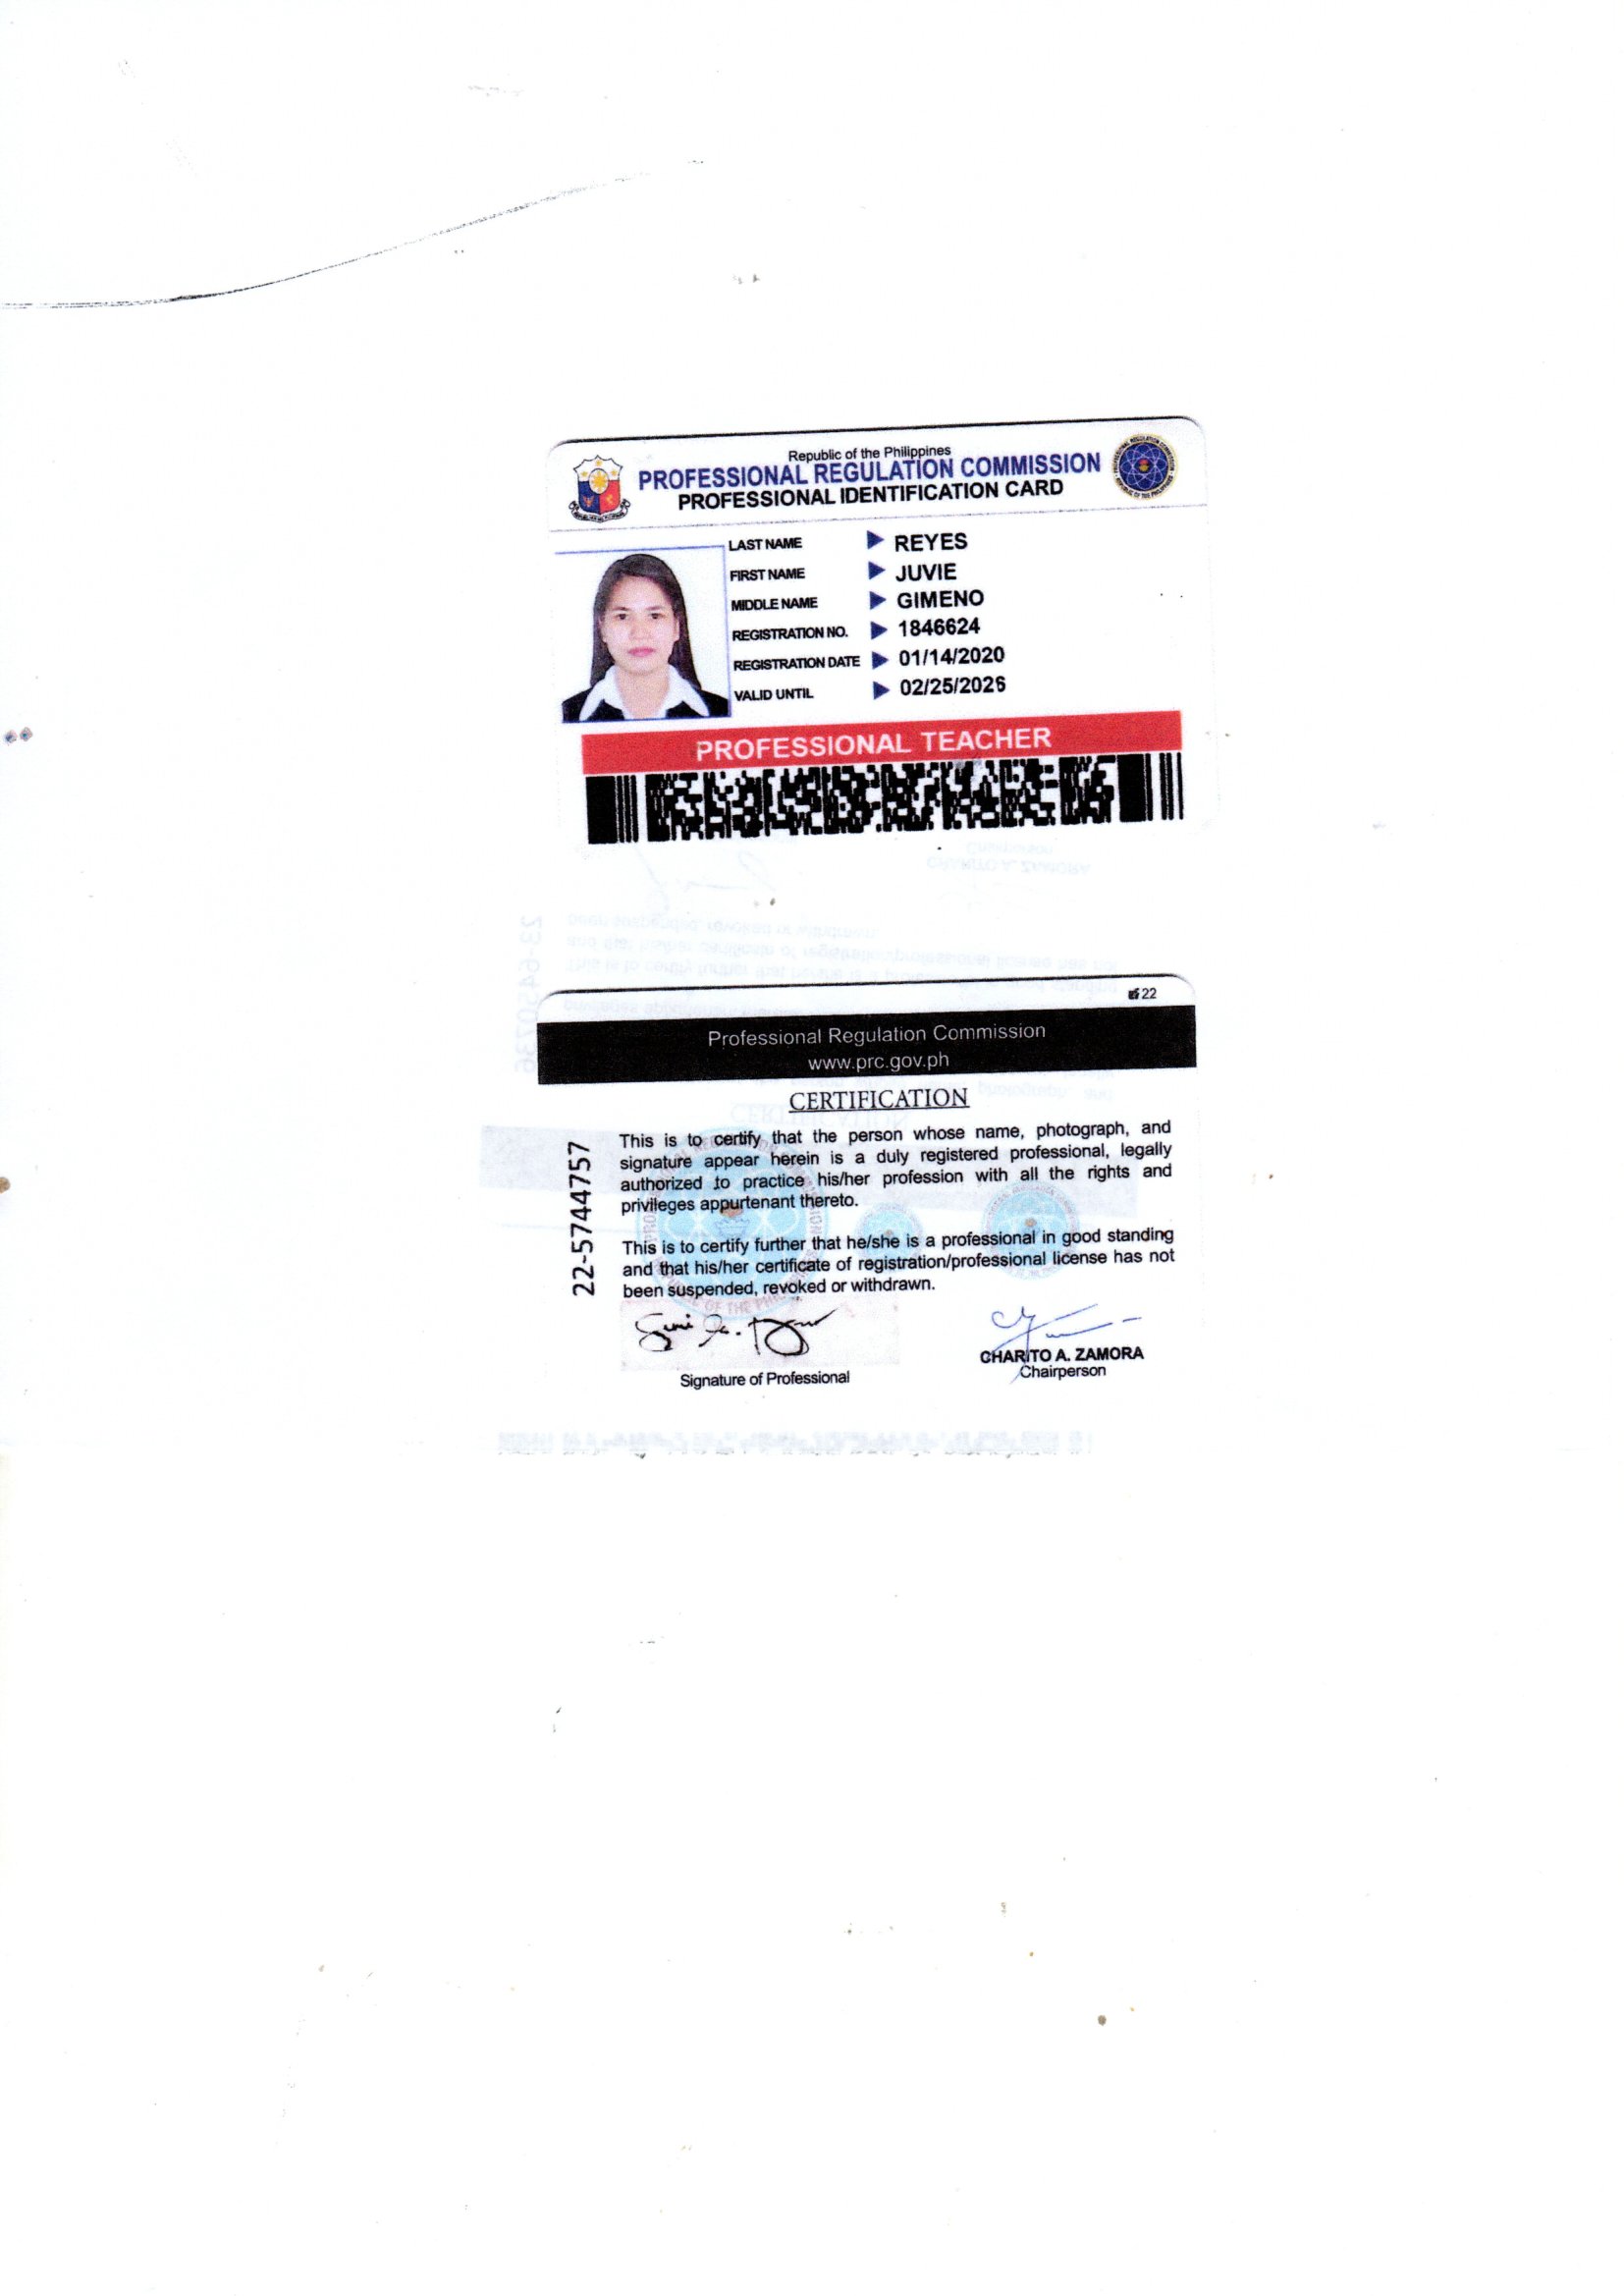 Republic of the Philippines
PROFESSIONAL REGULATION COMMISSION
PROFESSIONAL IDENTIFICATION CARD
LAST NAME REYES
FIRST NAME JUVIE
MIDDLE NAME GIMENO
REGISTRATION NO. 1846624
REGISTRATION DATE 01/14/2020
VALID UNTIL 02/25/2026
PROFESSIONAL TEACHER
22
Professional Regulation Commission
www.prc.gov.ph
CERTIFICATION
This is to certify that the person whose name, photograph, and
signature appear herein is a duly registered professional, legally
authorized to practice his/her profession with all the rights and
privileges appurtenant thereto.
22-5744757
This is to certify further that he/she is a professional in good standing
and that his/her certificate of registration/professional license has not
been suspended, revoked or withdrawn.
CHARITO A. ZAMORA
Chairperson
Signature of Professional